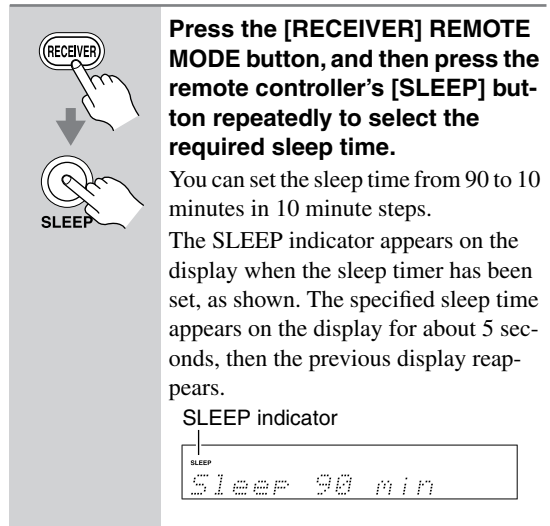 RECEIVER
SLEEP
Press the [RECEIVER] REMOTE
MODE button, and then press the
remote controller's [SLEEP] but-
ton repeatedly to select the
required sleep time.
You can set the sleep time from 90 to 10
minutes in 10 minute steps.
The SLEEP indicator appears on the
display when the sleep timer has been
set, as shown. The specified sleep time
appears on the display for about 5 sec-
onds, then the previous display reap-
pears.
SLEEP indicator
SLEEP
Sleep 90 min